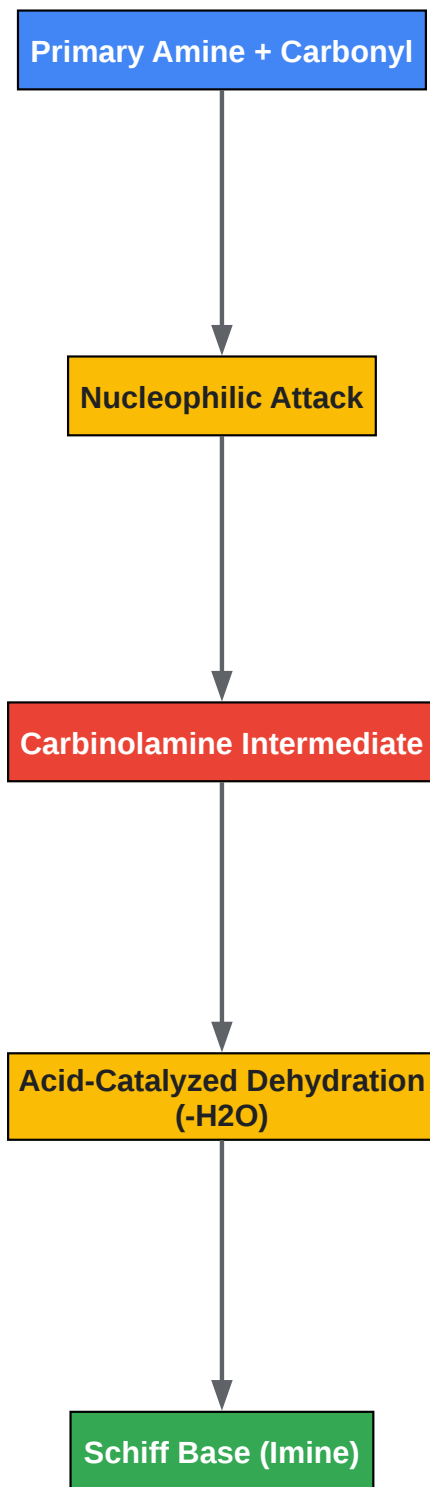 Primary Amine + Carbonyl
Nucleophilic Attack
Carbinolamine Intermediate
Acid-Catalyzed Dehydration
(-H2O)
Schiff Base (Imine)